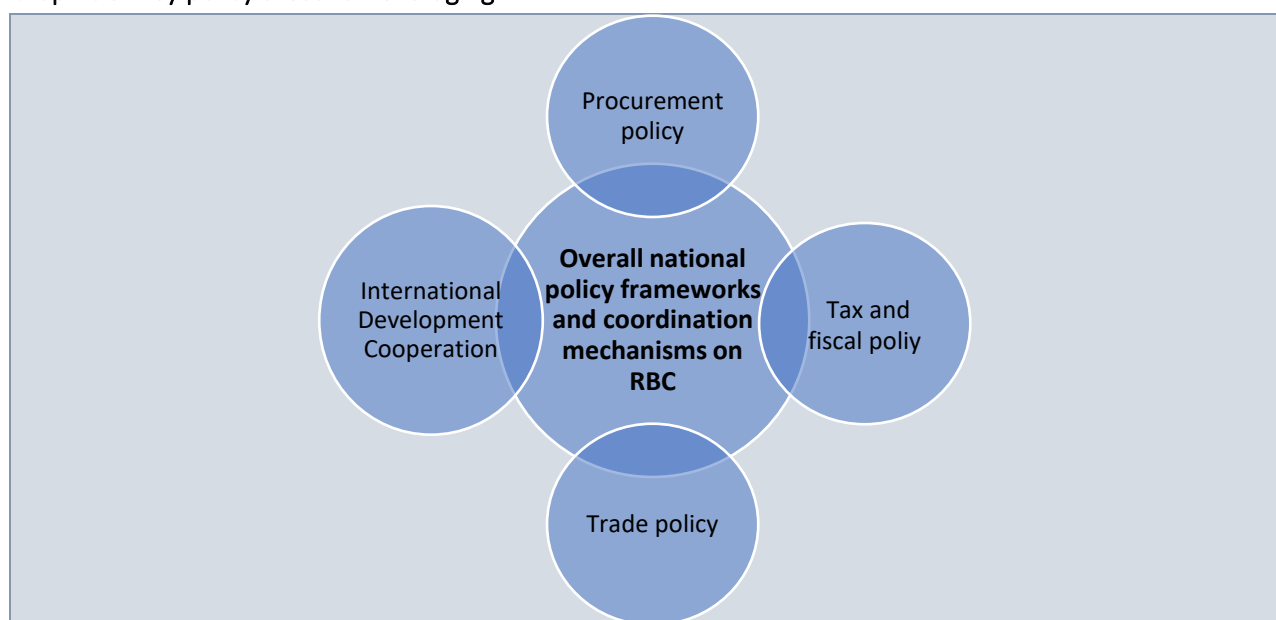 Procurement
policy
Overall national
policy frameworks
and coordination
mechanisms on
RBC
International
Development
Cooperation
Tax and
fiscal poliy
Trade policy